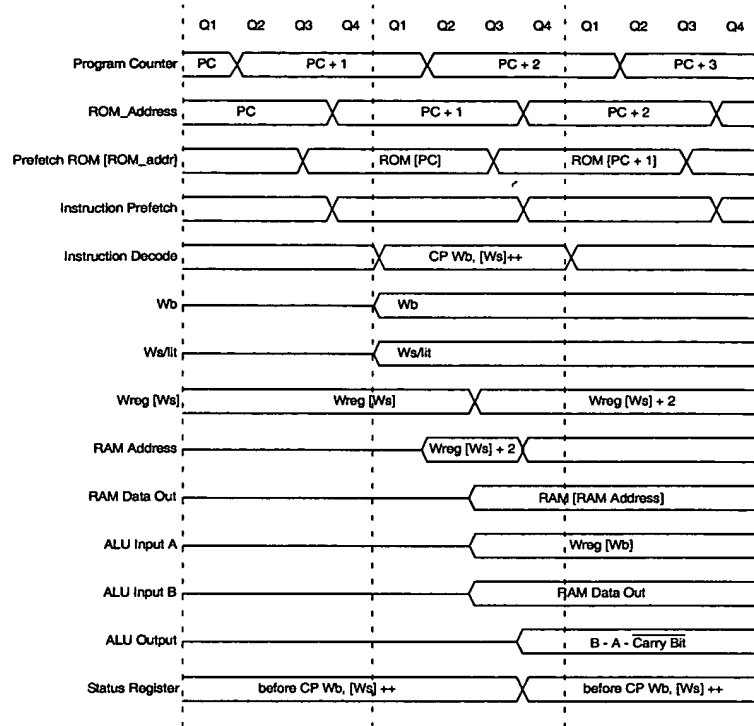 Q1 Q2 Q3 Q4 Q1 Q2 Q3 Q4 Q1 Q2 Q3 Q4
Program Counter PC PC + 1 PC + 2 PC + 3
ROM_Address PC PC + 1 PC + 2
Prefetch ROM [ROM_addr] ROM [PC] ROM [PC + 1]
Instruction Prefetch
Instruction Decode CP Wb, [Ws]++
Wb Wb
Ws/lit Ws/lit
Wreg [Ws] Wreg [Ws] Wreg [Ws] + 2
RAM Address Wreg [Ws] + 2
RAM Data Out RAM [RAM Address]
ALU Input A Wreg [Wb]
ALU Input B RAM Data Out
ALU Output B - A - Carry Bit
Status Register before CP Wb, [Ws] ++ before CP Wb, [Ws] ++